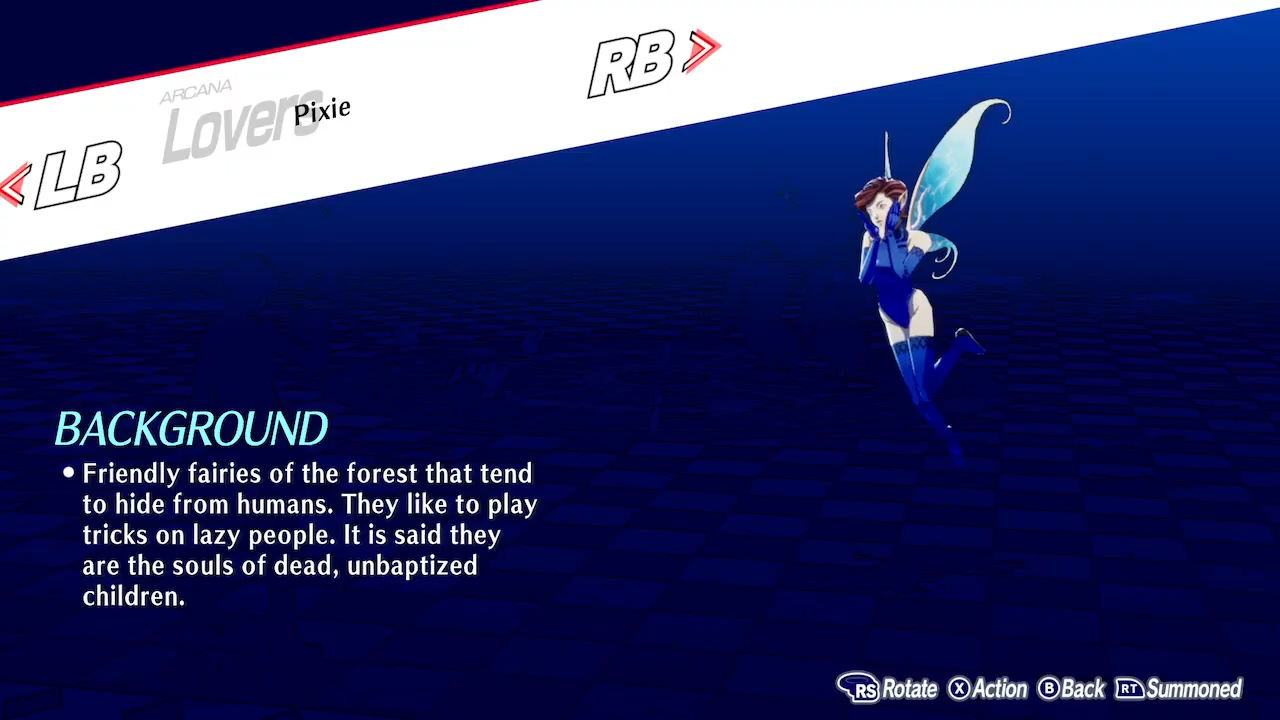 RB
ARCANA
Lovers Pixie
LB
BACKGROUND
• Friendly fairies of the forest that tend
to hide from humans. They like to play
tricks on lazy people. It is said they
are the souls of dead, unbaptized
children.
RS Rotate X Action B Back RT Summoned